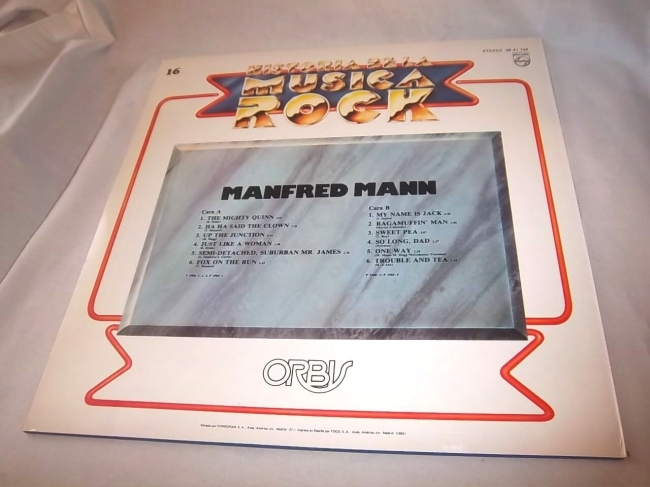 16
STEREO
PHILIPS
HISTORIA DE LA
MUSICA
ROCK
MANFRED MANN
Cara A
1. THE MIGHTY QUINN
2. HA HA SAID THE CLOWN
3. UP THE JUNCTION
4. JUST LIKE A WOMAN
5. SEMI-DETACHED, SUBURBAN MR. JAMES
6. FOX ON THE RUN
Cara B
1. MY NAME IS JACK
2. RAGAMUFFIN' MAN
3. SWEET PEA
4. SO LONG, DAD
5. ONE WAY
6. TROUBLE AND TEA
ORBIS